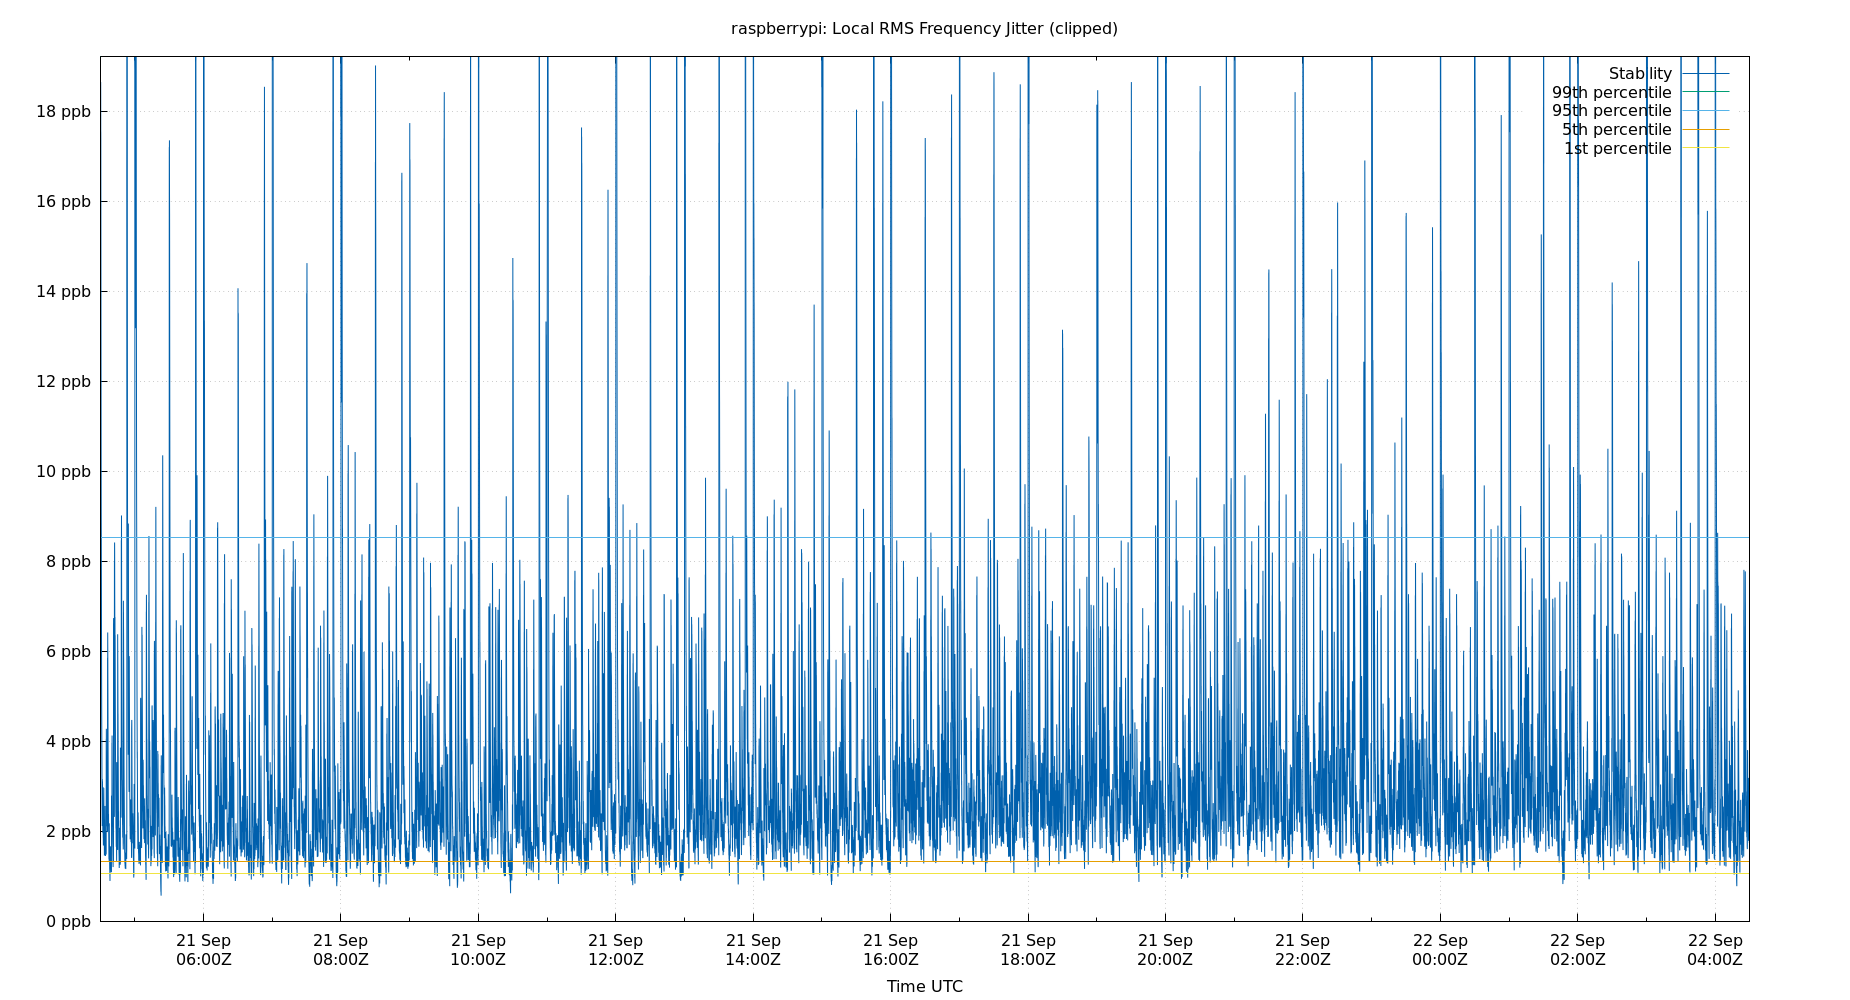 raspberrypi: Local RMS Frequency Jitter (clipped)
Stability
99th percentile
95th percentile
5th percentile
1st percentile
18 ppb
16 ppb
14 ppb
12 ppb
10 ppb
8 ppb
6 ppb
4 ppb
2 ppb
0 ppb
21 Sep 21 Sep 21 Sep 21 Sep 21 Sep 21 Sep 21 Sep 21 Sep 21 Sep 22 Sep 22 Sep 22 Sep
06:00Z 08:00Z 10:00Z 12:00Z 14:00Z 16:00Z 18:00Z 20:00Z 22:00Z 00:00Z 02:00Z 04:00Z
Time UTC